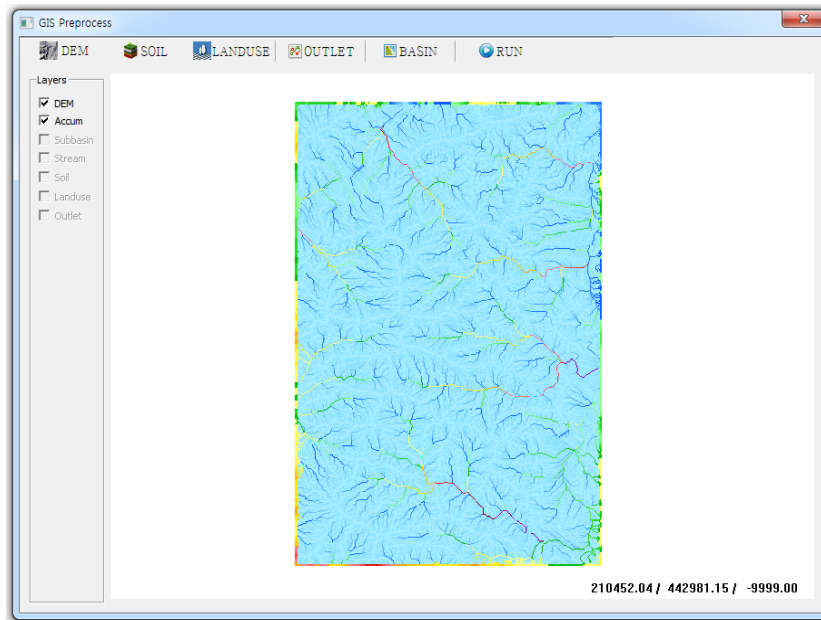 GIS Preprocess
DEM SOIL LANDUSE OUTLET BASIN RUN
Layers
DEM
Accum
Subbasin
Stream
Soil
Landuse
Outlet
210452.04 / 442981.15 / -9999.00